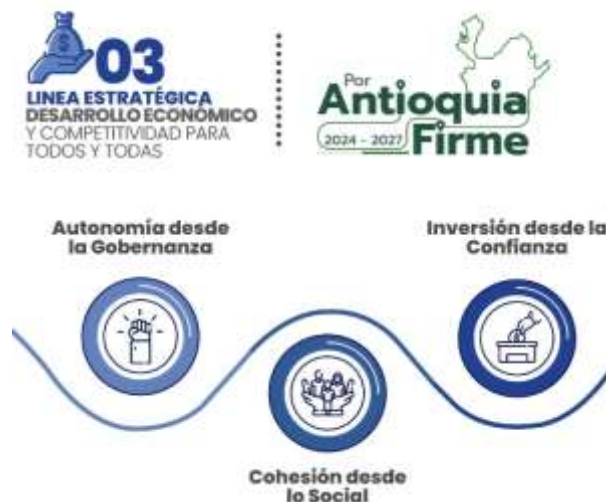 03
LINEA ESTRATÉGICA
DESARROLLO ECONÓMICO
Y COMPETITIVIDAD PARA
TODOS Y TODAS
Por
Antioquia
2024 - 2027
Firme
Autonomía desde
la Gobernanza
Inversión desde la
Confianza
Cohesión desde
lo Social